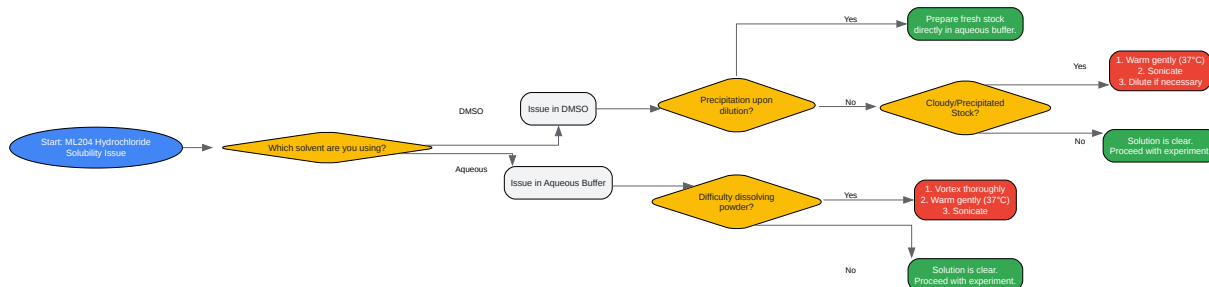 Start: ML204 Hydrochloride
Solubility Issue
Which solvent are you using?
DMSO
Issue in DMSO
Precipitation upon
dilution?
Yes
Prepare fresh stock
directly in aqueous buffer.
No
Cloudy/Precipitated
Stock?
Yes
1. Warm gently (37°C)
2. Sonicate
3. Dilute if necessary
No
Solution is clear.
Proceed with experiment
Aqueous
Issue in Aqueous Buffer
Difficulty dissolving
powder?
Yes
1. Vortex thoroughly
2. Warm gently (37°C)
3. Sonicate
No
Solution is clear.
Proceed with experiment.